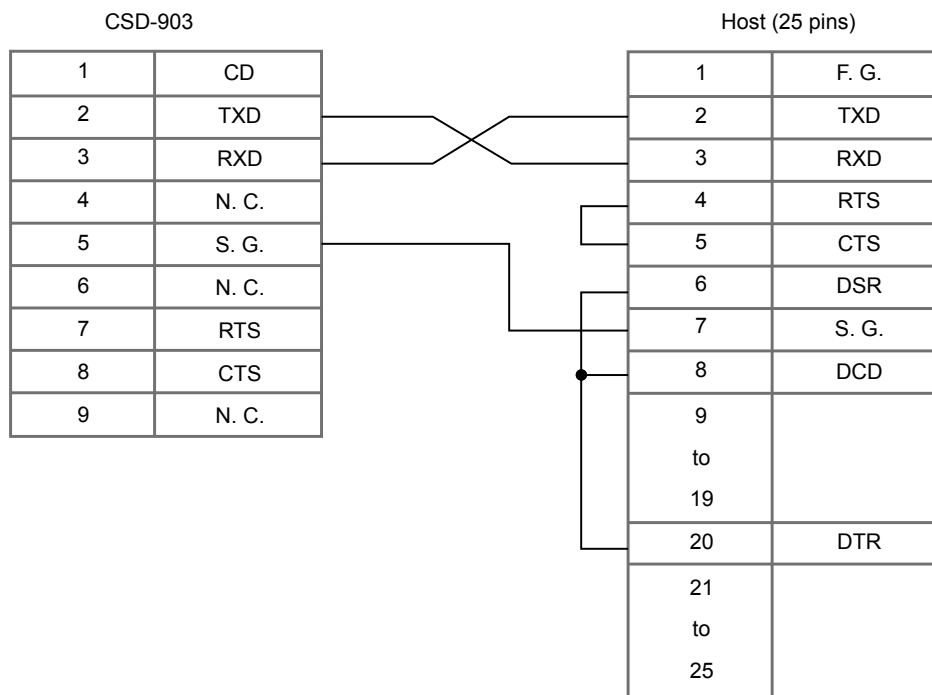 CSD-903
1 CD
2 TXD
3 RXD
4 N. C.
5 S. G.
6 N. C.
7 RTS
8 CTS
9 N. C.
Host (25 pins)
1 F. G.
2 TXD
3 RXD
4 RTS
5 CTS
6 DSR
7 S. G.
8 DCD
9
to
19
20 DTR
21
to
25